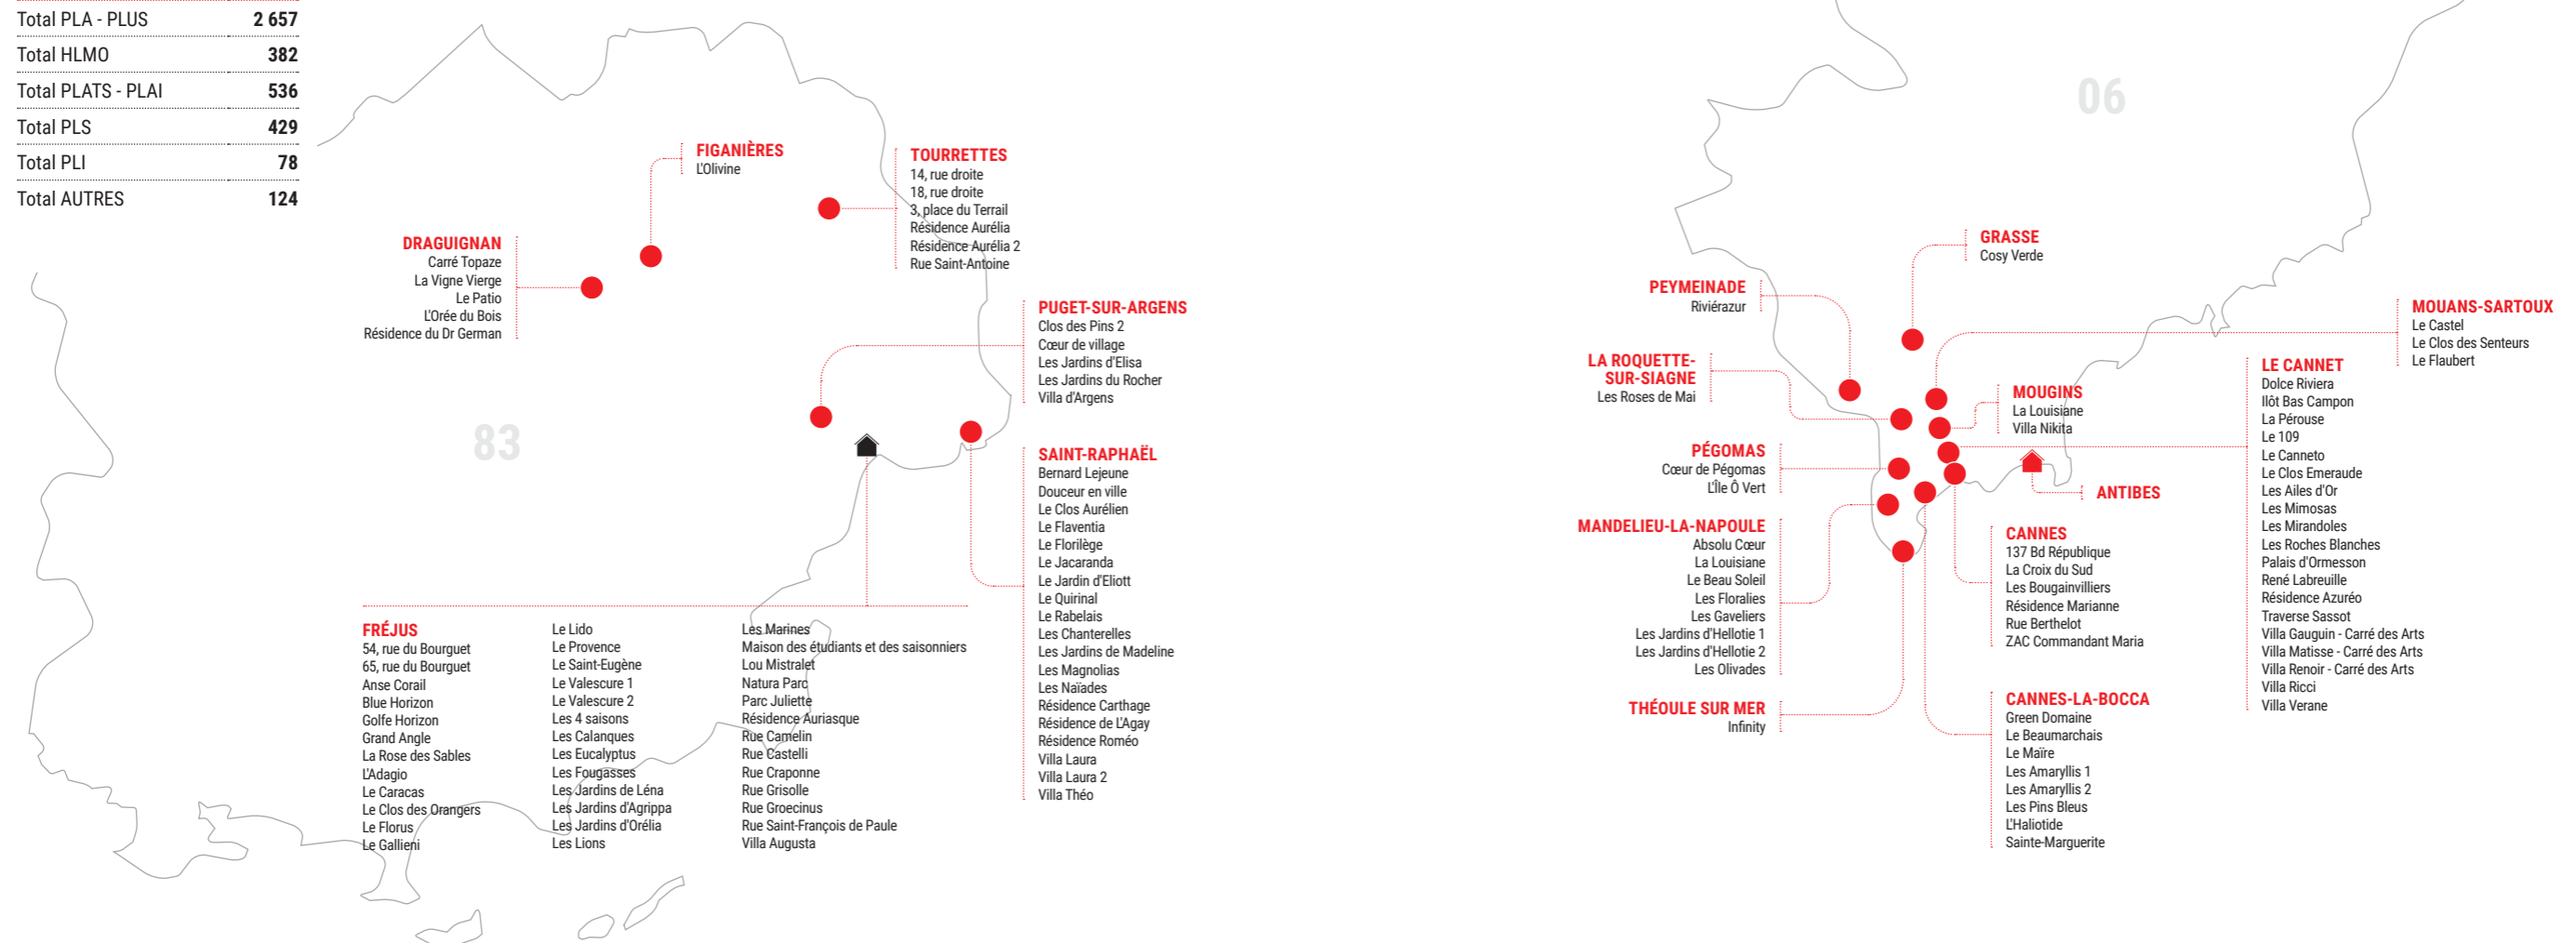 Total PLA - PLUS 2 657
Total HLMO 382
Total PLATS - PLAI 536
Total PLS 429
Total PLI 78
Total AUTRES 124
83
FIGANIÈRES
L'Olivine
TOURRETTES
14, rue droite
18, rue droite
3, place du Terrail
Résidence Aurélia
Résidence Aurélia 2
Rue Saint-Antoine
DRAGUIGNAN
Carré Topaze
La Vigne Vierge
Le Patio
L'Orée du Bois
Résidence du Dr German
PUGET-SUR-ARGENS
Clos des Pins 2
Cœur de village
Les Jardins d'Elisa
Les Jardins du Rocher
Villa d'Argens
SAINT-RAPHAËL
Bernard Lejeune
Douceur en ville
Le Clos Aurélien
Le Flaventia
Le Florilège
Le Jacaranda
Le Jardin d'Eliott
Le Quirinal
Le Rabelais
Les Chanterelles
Les Jardins de Madeline
Les Magnolias
Les Naïades
Résidence Carthage
Résidence de L'Agay
Résidence Roméo
Villa Laura
Villa Laura 2
Villa Théo
FRÉJUS
54, rue du Bourguet
65, rue du Bourguet
Anse Corail
Blue Horizon
Golfe Horizon
Grand Angle
La Rose des Sables
L'Adagio
Le Caracas
Le Clos des Orangers
Le Florus
Le Gallieni
Le Lido
Le Provence
Le Saint-Eugène
Le Valescure 1
Le Valescure 2
Les 4 saisons
Les Calanques
Les Eucalyptus
Les Fougasses
Les Jardins de Léna
Les Jardins d'Agrippa
Les Jardins d'Orélia
Les Lions
Les Marines
Maison des étudiants et des saisonniers
Lou Mistralet
Natura Parc
Parc Juliette
Résidence Auriasque
Rue Camelin
Rue Castelli
Rue Craponne
Rue Grisolle
Rue Groecinus
Rue Saint-François de Paule
Villa Augusta
06
GRASSE
Cosy Verde
PEYMEINADE
Riviérazur
LA ROQUETTE-
SUR-SIAGNE
Les Roses de Mai
PÉGOMAS
Cœur de Pégomas
L'Île Ô Vert
MANDELIEU-LA-NAPOULE
Absolu Cœur
La Louisiane
Le Beau Soleil
Les Floralies
Les Gaveliers
Les Jardins d'Hellotie 1
Les Jardins d'Hellotie 2
Les Olivades
THÉOULE SUR MER
Infinity
MOUGINS
La Louisiane
Villa Nikita
ANTIBES
CANNES
137 Bd République
La Croix du Sud
Les Bougainvilliers
Résidence Marianne
Rue Berthelot
ZAC Commandant Maria
CANNES-LA-BOCCA
Green Domaine
Le Beaumarchais
Le Maïre
Les Amaryllis 1
Les Amaryllis 2
Les Pins Bleus
L'Haliotide
Sainte-Marguerite
MOUANS-SARTOUX
Le Castel
Le Clos des Senteurs
Le Flaubert
LE CANNET
Dolce Riviera
Ilôt Bas Campon
La Pérouse
Le 109
Le Canneto
Le Clos Emeraude
Les Ailes d'Or
Les Mimosas
Les Mirandoles
Les Roches Blanches
Palais d'Ormesson
René Labreuille
Résidence Azuréo
Traverse Sassot
Villa Gauguin - Carré des Arts
Villa Matisse - Carré des Arts
Villa Renoir - Carré des Arts
Villa Ricci
Villa Verane